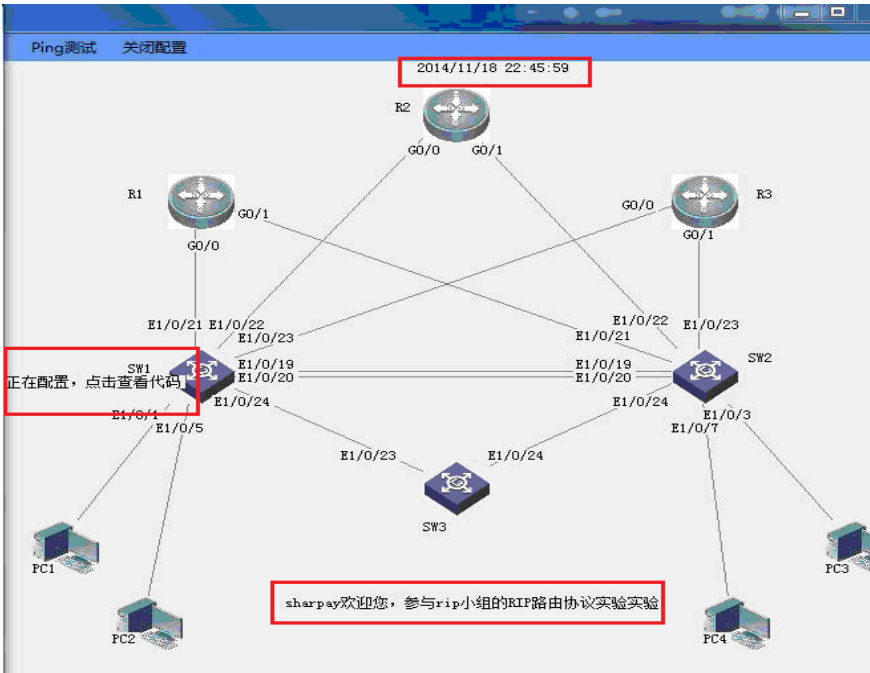 Ping测试 关闭配置
2014/11/18 22:45:59
R2
G0/0 G0/1
R1
G0/1
G0/0
G0/0
R3
G0/1
E1/0/21 E1/0/22
E1/0/23
E1/0/22 E1/0/23
E1/0/21
SW1
E1/0/19
E1/0/20
E1/0/19
E1/0/20
SW2
正在配置，点击查看代码
E1/0/24
E1/0/24
E1/0/1
E1/0/5
E1/0/3
E1/0/7
E1/0/23
E1/0/24
SW3
PC1
PC2
PC3
PC4
sharpay欢迎您，参与rip小组的RIP路由协议实验实验